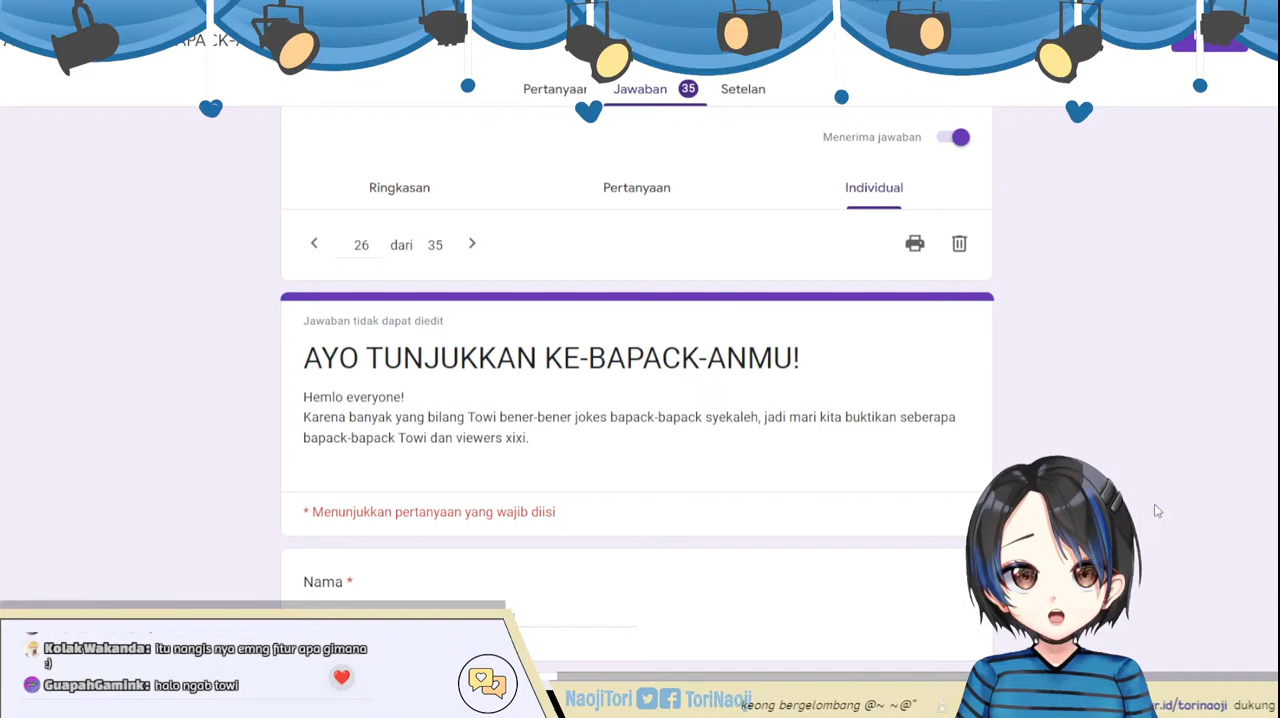 Pertanyaan
Jawaban 35
Setelan
Menerima jawaban
Ringkasan
Pertanyaan
Individual
26 dari 35
Jawaban tidak dapat diedit
AYO TUNJUKKAN KE-BAPACK-ANMU!
Hemlo everyone!
Karena banyak yang bilang Towi bener-bener jokes bapack-bapack syekaleh, jadi mari kita buktikan seberapa
bapack-bapack Towi dan viewers xixi.
* Menunjukkan pertanyaan yang wajib diisi
Nama *
KolakWakanda: itu nangis nya emng fitur apa gimana
:)
GuapahGamink: halo ngab towi
NaojiTori
ToriNaoji
keong bergelombang @~ ~@"
r.id/torinaoji dukung